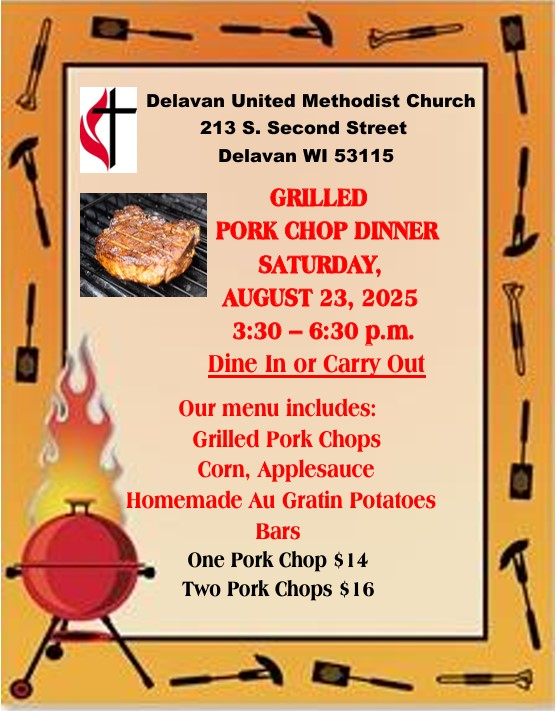 Delavan United Methodist Church
213 S. Second Street
Delavan WI 53115
GRILLED
PORK CHOP DINNER
SATURDAY,
AUGUST 23, 2025
3:30 – 6:30 p.m.
Dine In or Carry Out
Our menu includes:
Grilled Pork Chops
Corn, Applesauce
Homemade Au Gratin Potatoes
Bars
One Pork Chop $14
Two Pork Chops $16